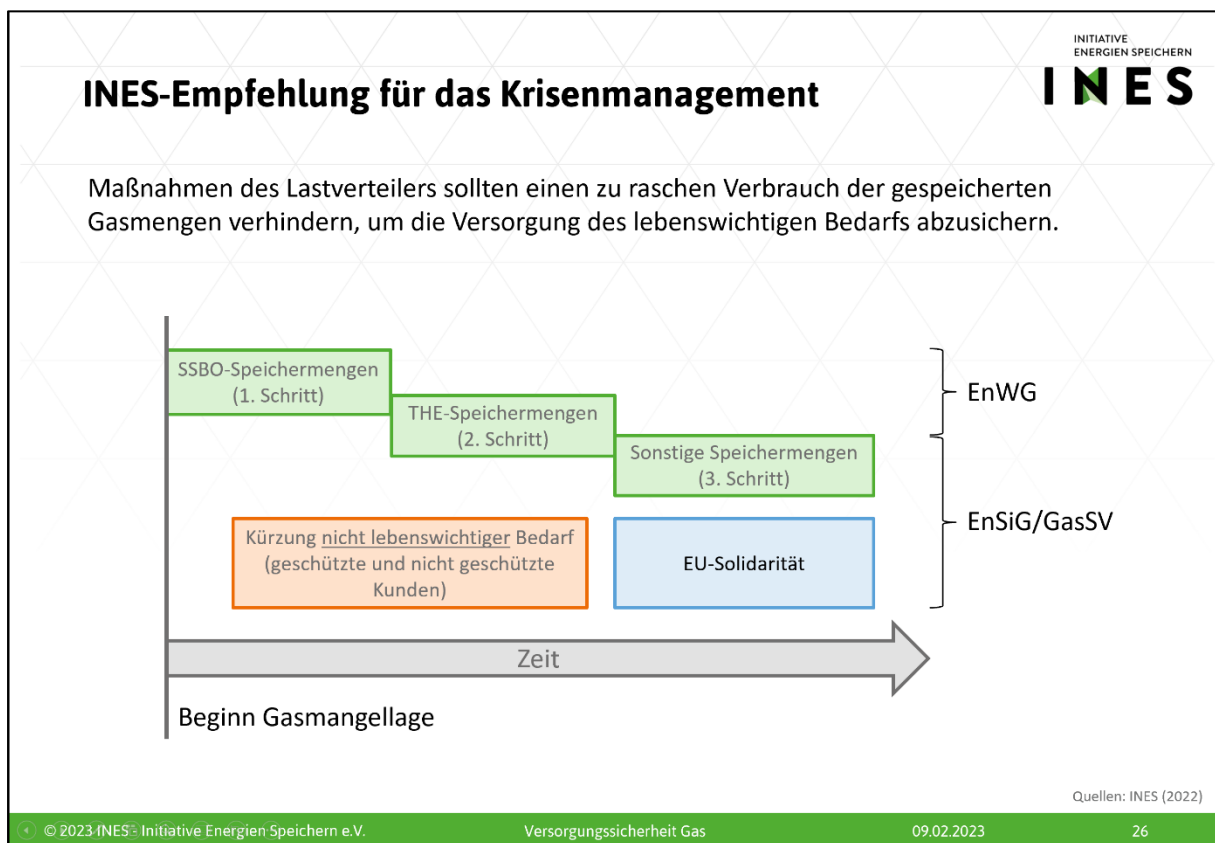 INITIATIVE
ENERGIEN SPEICHERN
INES
INES-Empfehlung für das Krisenmanagement
Maßnahmen des Lastverteilers sollten einen zu raschen Verbrauch der gespeicherten
Gasmengen verhindern, um die Versorgung des lebenswichtigen Bedarfs abzusichern.
SSBO-Speichermengen
(1. Schritt)
THE-Speichermengen
(2. Schritt)
Sonstige Speichermengen
(3. Schritt)
EnWG
Kürzung nicht lebenswichtiger Bedarf
(geschützte und nicht geschützte
Kunden)
EU-Solidarität
EnSiG/GasSV
Zeit
Beginn Gasmangellage
Quellen: INES (2022)
© 2023 INES - Initiative Energien Speichern e.V.
Versorgungssicherheit Gas
09.02.2023
26